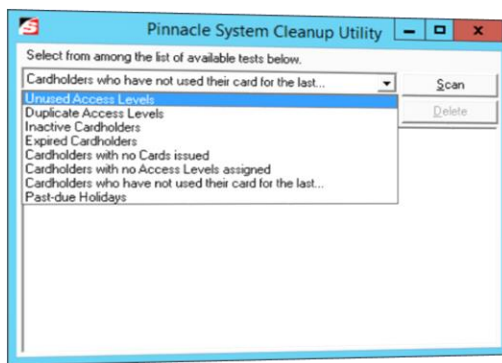 Pinnacle System Cleanup Utility
Select from among the list of available tests below.
Cardholders who have not used their card for the last...
Scan
Unused Access Levels
Delete
Duplicate Access Levels
Inactive Cardholders
Expired Cardholders
Cardholders with no Cards issued
Cardholders with no Access Levels assigned
Cardholders who have not used their card for the last...
Past-due Holidays